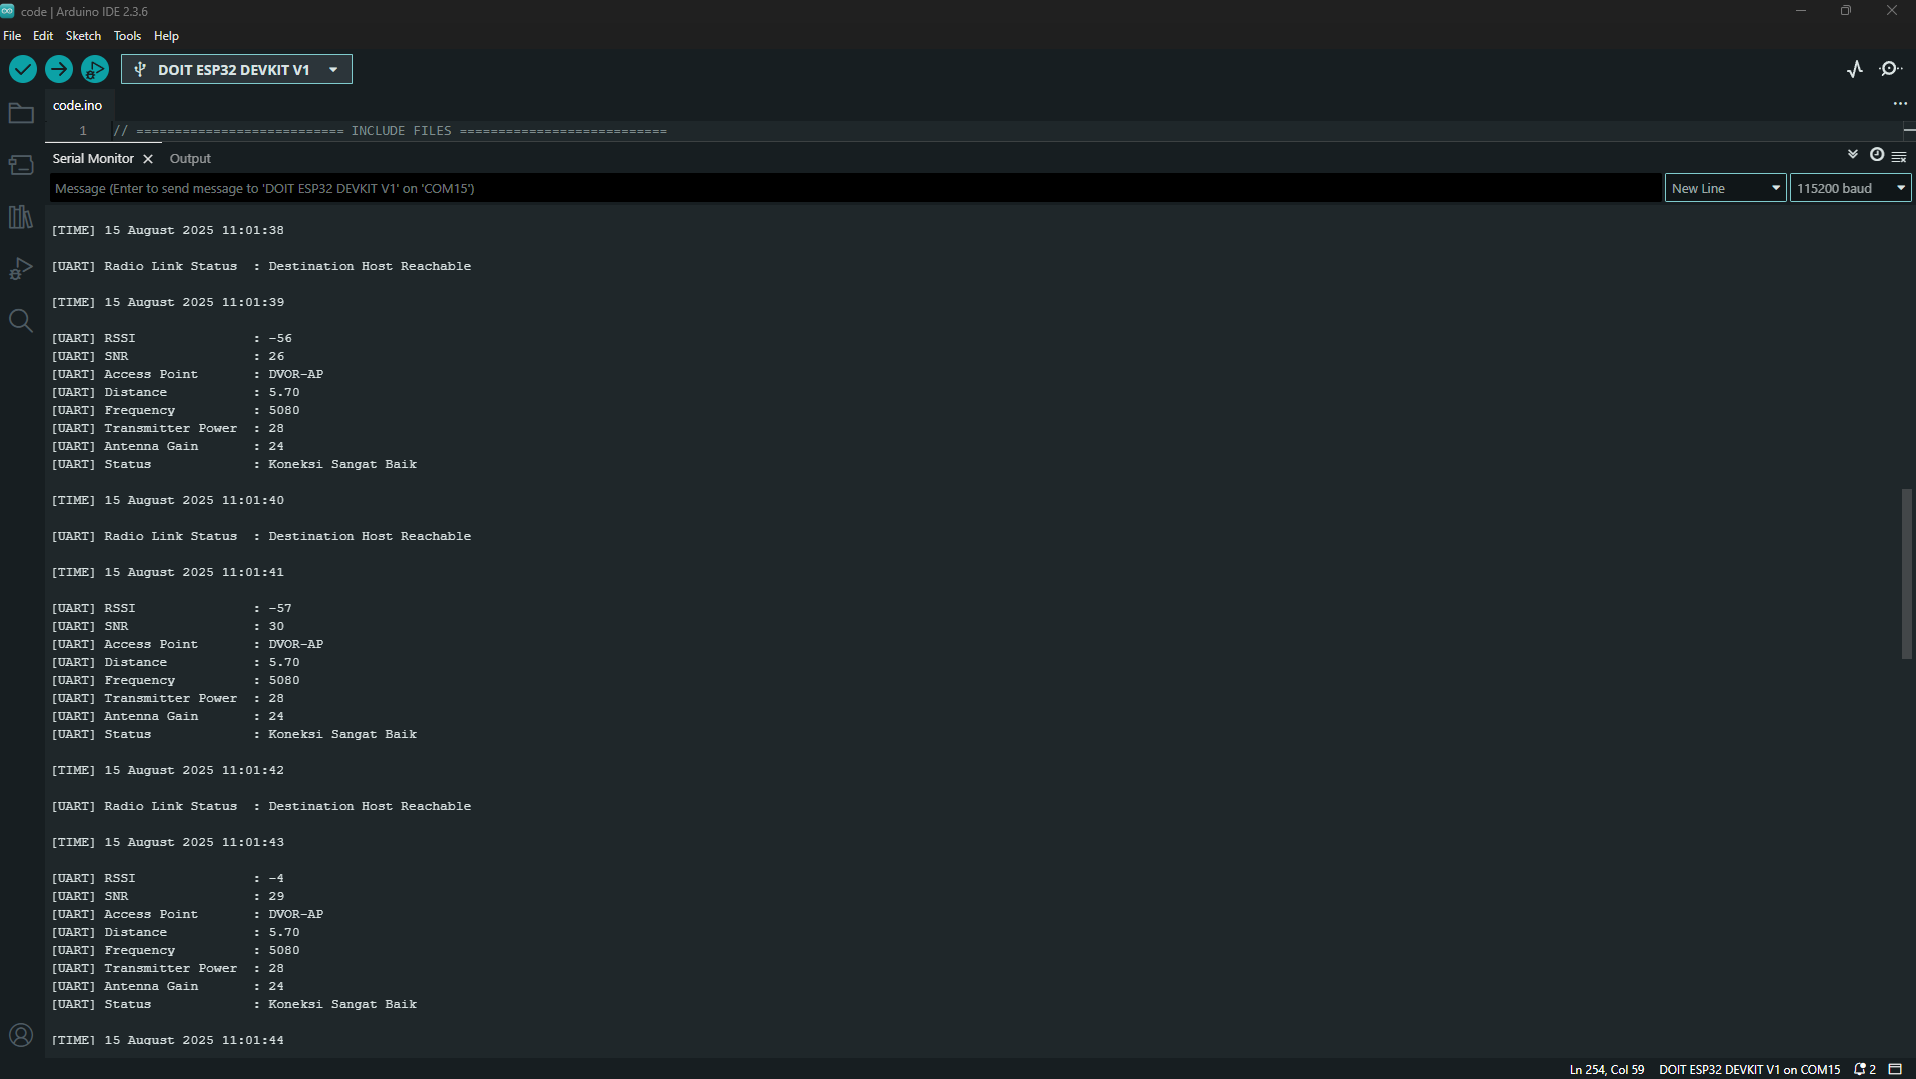 code | Arduino IDE 2.3.6
File Edit Sketch Tools Help
DOIT ESP32 DEVKIT V1
code.ino
1 // =========================== INCLUDE FILES ===========================
Serial Monitor Output
Message (Enter to send message to 'DOIT ESP32 DEVKIT V1' on 'COM15') New Line 115200 baud
[TIME] 15 August 2025 11:01:38
[UART] Radio Link Status : Destination Host Reachable
[TIME] 15 August 2025 11:01:39
[UART] RSSI : -56
[UART] SNR : 26
[UART] Access Point : DVOR-AP
[UART] Distance : 5.70
[UART] Frequency : 5080
[UART] Transmitter Power : 28
[UART] Antenna Gain : 24
[UART] Status : Koneksi Sangat Baik
[TIME] 15 August 2025 11:01:40
[UART] Radio Link Status : Destination Host Reachable
[TIME] 15 August 2025 11:01:41
[UART] RSSI : -57
[UART] SNR : 30
[UART] Access Point : DVOR-AP
[UART] Distance : 5.70
[UART] Frequency : 5080
[UART] Transmitter Power : 28
[UART] Antenna Gain : 24
[UART] Status : Koneksi Sangat Baik
[TIME] 15 August 2025 11:01:42
[UART] Radio Link Status : Destination Host Reachable
[TIME] 15 August 2025 11:01:43
[UART] RSSI : -4
[UART] SNR : 29
[UART] Access Point : DVOR-AP
[UART] Distance : 5.70
[UART] Frequency : 5080
[UART] Transmitter Power : 28
[UART] Antenna Gain : 24
[UART] Status : Koneksi Sangat Baik
[TIME] 15 August 2025 11:01:44
Ln 254, Col 59 DOIT ESP32 DEVKIT V1 on COM15 2